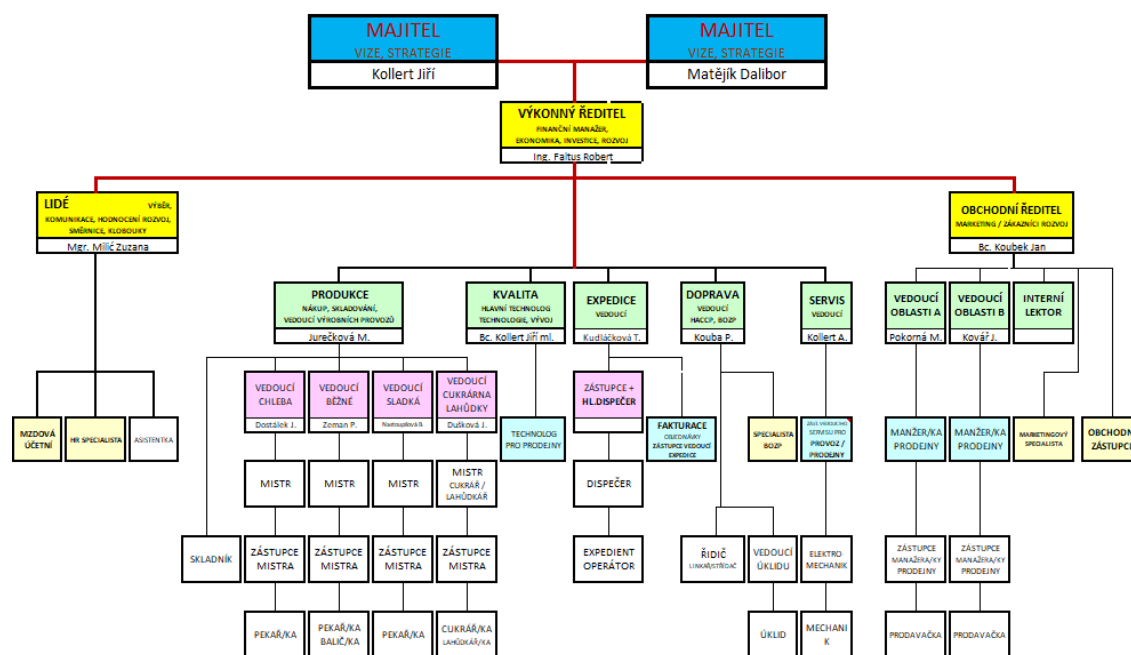 MAJITEL
VIZE, STRATEGIE
Kollert Jiří
MAJITEL
VIZE, STRATEGIE
Matějík Dalibor
VÝKONNÝ ŘEDITEL
FINANČNÍ MANAŽER,
EKONOMIKA, INVESTICE, ROZVOJ
Ing. Faltus Robert
LIDÉ VÝBĚR,
KOMUNIKACE, HODNOCENÍ ROZVOJ,
SMĚRNICE, KLOBOUKY
Mgr. Milić Zuzana
OBCHODNÍ ŘEDITEL
MARKETING / ZÁKAZNÍCI ROZVOJ
Bc. Koubek Jan
PRODUKCE
NÁKUP, SKLADOVÁNÍ,
VEDOUCÍ VÝROBNÍCH PROVOZŮ
Jurečková M.
KVALITA
HLAVNÍ TECHNOLOG
TECHNOLOGIE, VÝVOJ
Bc. Kollert Jiří ml.
EXPEDICE
VEDOUCÍ
Kudláčková T.
DOPRAVA
VEDOUCÍ
HACCP, BOZP
Kouba P.
SERVIS
VEDOUCÍ
Kollert A.
VEDOUCÍ
OBLASTI A
Pokorná M.
VEDOUCÍ
OBLASTI B
Kovář J.
INTERNÍ
LEKTOR
MZDOVÁ
ÚČETNÍ
HR SPECIALISTA
ASISTENTKA
VEDOUCÍ
CHLEBA
Dostálek J.
VEDOUCÍ
BĚŽNÉ
Zeman P.
VEDOUCÍ
SLADKÁ
VEDOUCÍ
CUKRÁRNA
LAHŮDKY
Dušková J.
TECHNOLOG
PRO PRODEJNY
ZÁSTUPCE +
HL.DISPEČER
FAKTURACE
OBJEDNÁVKY
ZÁSTUPCE VEDOUCÍ
EXPEDICE
SPECIALISTA
BOZP
ZÁST. VEDOUCÍHO
SERVISU PRO
PROVOZ /
PRODEJNY
MANŽER/KA
PRODEJNY
MANŽER/KA
PRODEJNY
MARKETINGOVÝ
SPECIALISTA
OBCHODNÍ
ZÁSTUPCE
MISTR
MISTR
MISTR
MISTR
CUKRÁŘ /
LAHŮDKÁŘ
DISPEČER
SKLADNÍK
ZÁSTUPCE
MISTRA
ZÁSTUPCE
MISTRA
ZÁSTUPCE
MISTRA
ZÁSTUPCE
MISTRA
EXPEDIENT
OPERÁTOR
ŘIDIČ
LINKAŘ/STŘEDAČ
VEDOUCÍ
ÚKLIDU
ELEKTRO-
MECHANIK
ZÁSTUPCE
MANAŽERA/KY
PRODEJNY
ZÁSTUPCE
MANAŽERA/KY
PRODEJNY
PEKAŘ/KA
PEKAŘ/KA
BALIČ/KA
PEKAŘ/KA
CUKRÁŘ/KA
LAHŮDKÁŘ/KA
ÚKLID
MECHANI
K
PRODAVAČKA
PRODAVAČKA